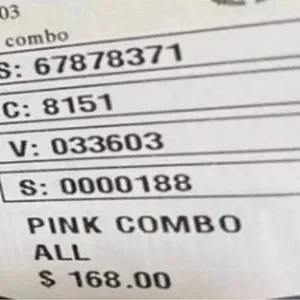 03
combo
S: 67878371
C: 8151
V: 033603
S: 0000188
PINK COMBO
ALL
$ 168.00